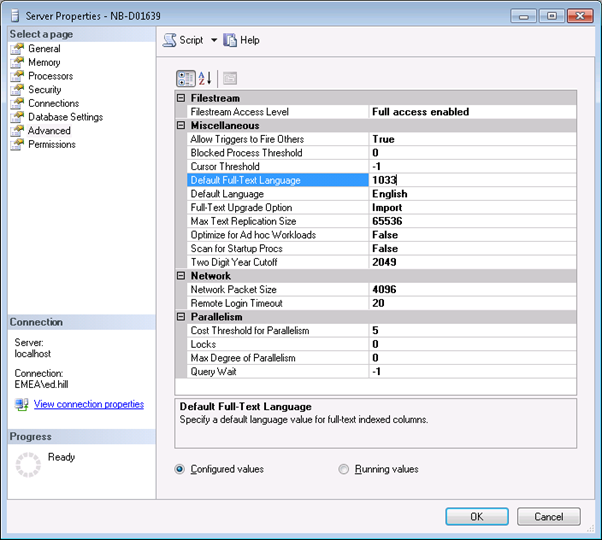 Server Properties - NB-D01639
Select a page
General
Memory
Processors
Security
Connections
Database Settings
Advanced
Permissions
Connection
Server:
localhost
Connection:
EMEA\ed.hill
View connection properties
Progress
Ready
Script Help
Filestream
Filestream Access Level Full access enabled
Miscellaneous
Allow Triggers to Fire Others True
Blocked Process Threshold 0
Cursor Threshold -1
Default Full-Text Language 1033
Default Language English
Full-Text Upgrade Option Import
Max Text Replication Size 65536
Optimize for Ad hoc Workloads False
Scan for Startup Procs False
Two Digit Year Cutoff 2049
Network
Network Packet Size 4096
Remote Login Timeout 20
Parallelism
Cost Threshold for Parallelism 5
Locks 0
Max Degree of Parallelism 0
Query Wait -1
Default Full-Text Language
Specify a default language value for full-text indexed columns.
Configured values Running values
OK Cancel